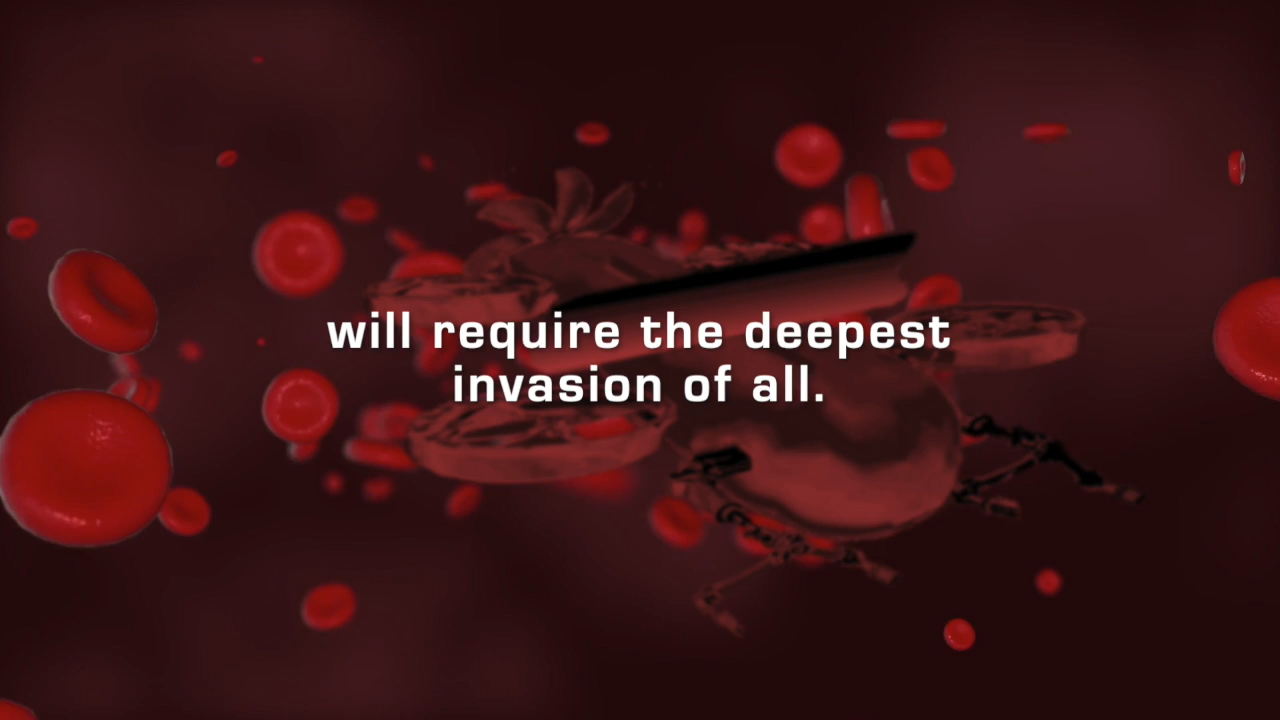 will require the deepest
invasion of all.